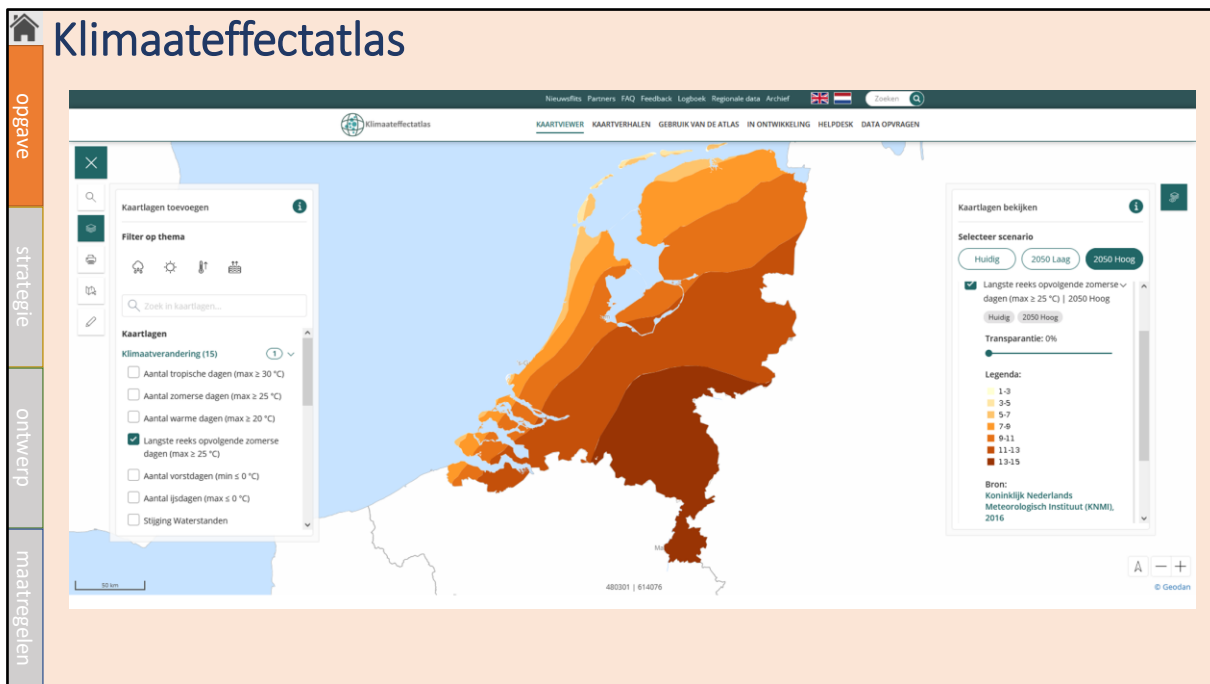 Klimaateffectatlas
opgave
strategie
ontwerp
maatregelen
Nieuwsflits Partners FAQ Feedback Logboek Regionale data Archief Zoeken
Klimaateffectatlas
KAARTVIEWER KAARTVERHALEN GEBRUIK VAN DE ATLAS IN ONTWIKKELING HELPDESK DATA OPVRAGEN
Kaartlagen toevoegen
Filter op thema
Zoek in kaartlagen...
Kaartlagen
Klimaatverandering (15) 1
Aantal tropische dagen (max ≥ 30 °C)
Aantal zomerse dagen (max ≥ 25 °C)
Aantal warme dagen (max ≥ 20 °C)
Langste reeks opvolgende zomerse
dagen (max ≥ 25 °C)
Aantal vorstdagen (min ≤ 0 °C)
Aantal ijsdagen (max ≤ 0 °C)
Stijging Waterstanden
50 km
480301 | 614076
Kaartlagen bekijken
Selecteer scenario
Huidig 2050 Laag 2050 Hoog
Langste reeks opvolgende zomerse
dagen (max ≥ 25 °C) | 2050 Hoog
Huidig 2050 Hoog
Transparantie: 0%
Legenda:
1-3
3-5
5-7
7-9
9-11
11-13
13-15
Bron:
Koninklijk Nederlands
Meteorologisch Instituut (KNMI),
2016
© Geodan